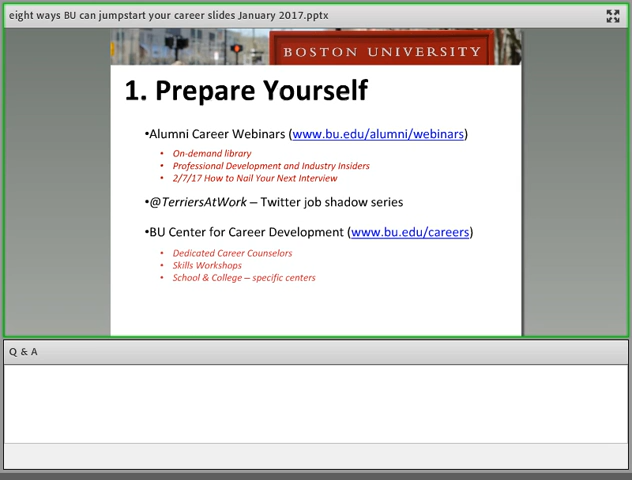 eight ways BU can jumpstart your career slides January 2017.pptx
BOSTON UNIVERSITY
1. Prepare Yourself
•Alumni Career Webinars (www.bu.edu/alumni/webinars)
• On-demand library
• Professional Development and Industry Insiders
• 2/7/17 How to Nail Your Next Interview
•@TerriersAtWork – Twitter job shadow series
•BU Center for Career Development (www.bu.edu/careers)
• Dedicated Career Counselors
• Skills Workshops
• School & College – specific centers
Q & A